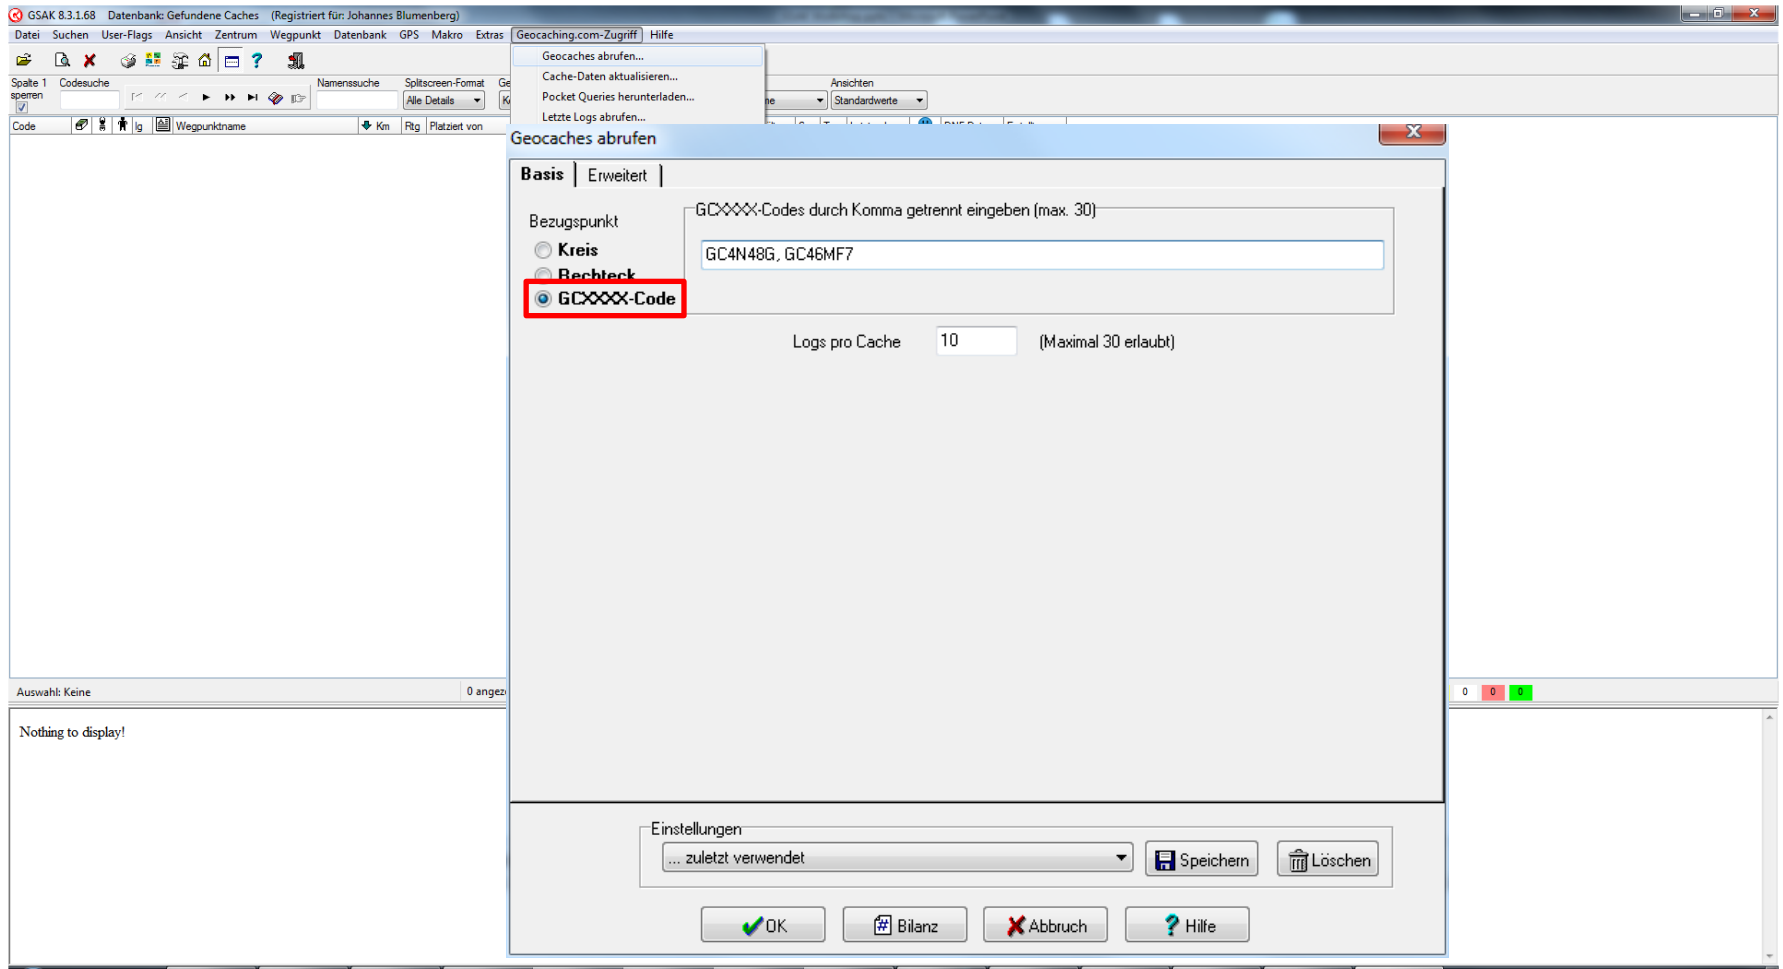 GSAK 8.3.1.68 Datenbank: Gefundene Caches (Registriert für: Johannes Blumenberg)
Datei Suchen User-Flags Ansicht Zentrum Wegpunkt Datenbank GPS Makro Extras Geocaching.com-Zugriff Hilfe
Geocaches abrufen...
Cache-Daten aktualisieren...
Pocket Queries herunterladen...
Letzte Logs abrufen...
Spalte 1 sperren
Codesuche
Namenssuche
Splitscreen-Format
Ge
Ansichten
Alle Details
Standardwerte
Code Ig Wegpunktname Km Rtg Platziert von
Geocaches abrufen
Basis Erweitert
Bezugspunkt
Kreis
Rechteck
GCXXXX-Code
GCXXXX-Codes durch Komma getrennt eingeben (max. 30)
GC4N48G, GC46MF7
Logs pro Cache 10 (Maximal 30 erlaubt)
Auswahl: Keine 0 angeze 0 0 0
Nothing to display!
Einstellungen
... zuletzt verwendet Speichern Löschen
OK # Bilanz Abbruch ? Hilfe